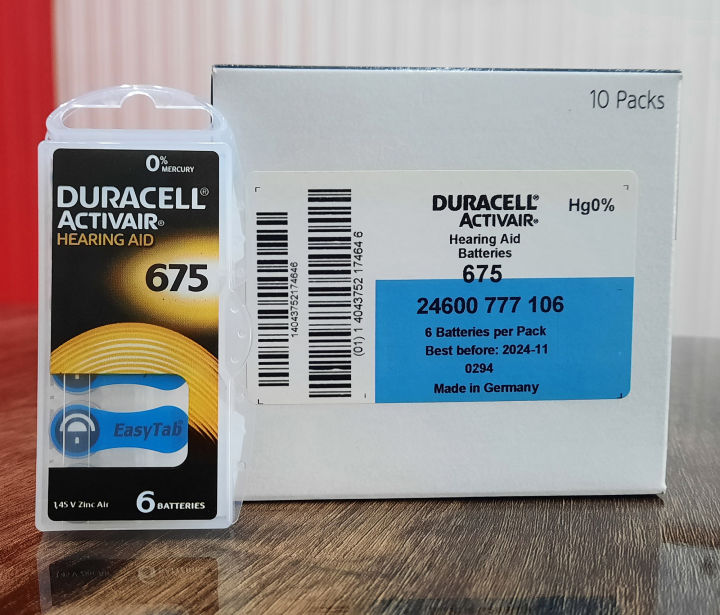 0% MERCURY
DURACELL®
ACTIVAIR®
HEARING AID
675
EasyTab
1,45 V Zinc Air
6 BATTERIES
10 Packs
14043752174646
(01) 1 4043752 17464 6
DURACELL®
ACTIVAIR®
Hg0%
Hearing Aid
Batteries
675
24600 777 106
6 Batteries per Pack
Best before: 2024-11
0294
Made in Germany